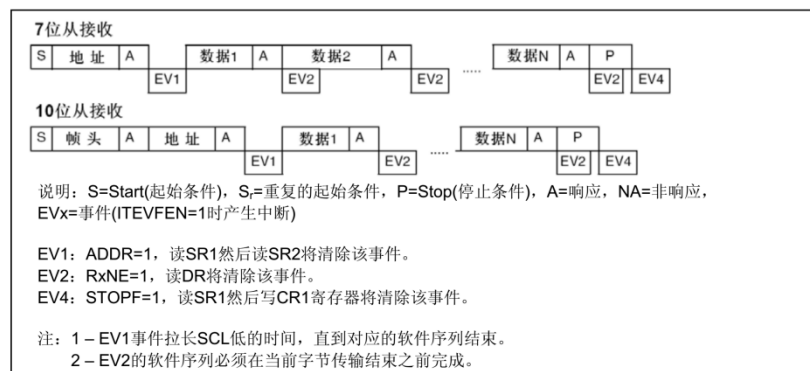 7位从接收
S 地址 A 数据1 A 数据2 A ..... 数据N A P
EV1 EV2 EV2 EV2 EV4
10位从接收
S 帧头 A 地址 A 数据1 A ..... 数据N A P
EV1 EV2 EV2 EV4
说明：S=Start(起始条件)，Sr=重复的起始条件，P=Stop(停止条件)，A=响应，NA=非响应，
EVx=事件(ITEVFEN=1时产生中断)
EV1：ADDR=1，读SR1然后读SR2将清除该事件。
EV2：RxNE=1，读DR将清除该事件。
EV4：STOPF=1，读SR1然后写CR1寄存器将清除该事件。
注：1 – EV1事件拉长SCL低的时间，直到对应的软件序列结束。
2 – EV2的软件序列必须在当前字节传输结束之前完成。